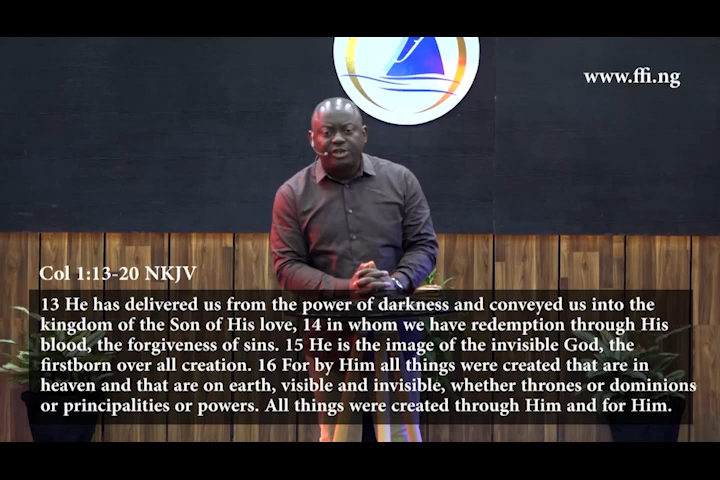 www.ffi.ng
Col 1:13-20 NKJV
13 He has delivered us from the power of darkness and conveyed us into the
kingdom of the Son of His love, 14 in whom we have redemption through His
blood, the forgiveness of sins. 15 He is the image of the invisible God, the
firstborn over all creation. 16 For by Him all things were created that are in
heaven and that are on earth, visible and invisible, whether thrones or dominions
or principalities or powers. All things were created through Him and for Him.